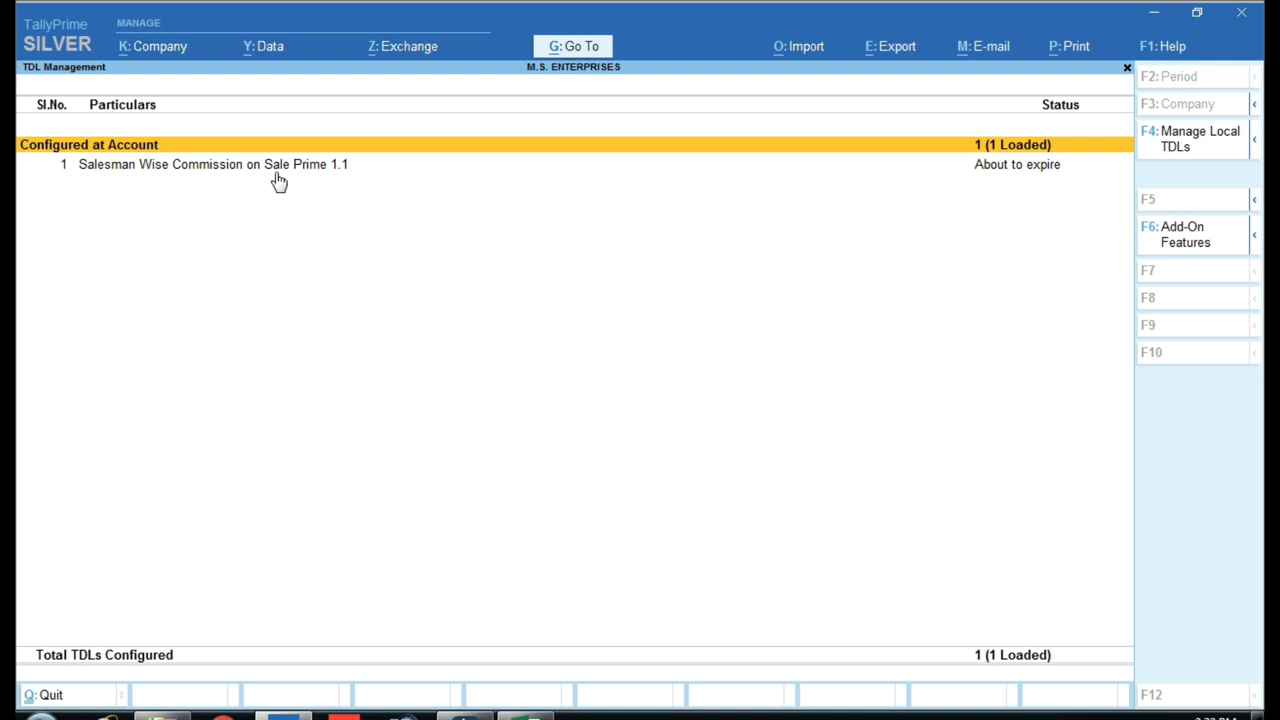 TallyPrime
MANAGE
SILVER
K: Company
Y: Data
Z: Exchange
G: Go To
O: Import
E: Export
M: E-mail
P: Print
F1: Help
TDL Management
M.S. ENTERPRISES
F2: Period
Sl.No. Particulars
Status
F3: Company
F4: Manage Local
TDLs
Configured at Account
1 (1 Loaded)
1 Salesman Wise Commission on Sale Prime 1.1
About to expire
F5
F6: Add-On
Features
F7
F8
F9
F10
Total TDLs Configured
1 (1 Loaded)
Q: Quit
F12